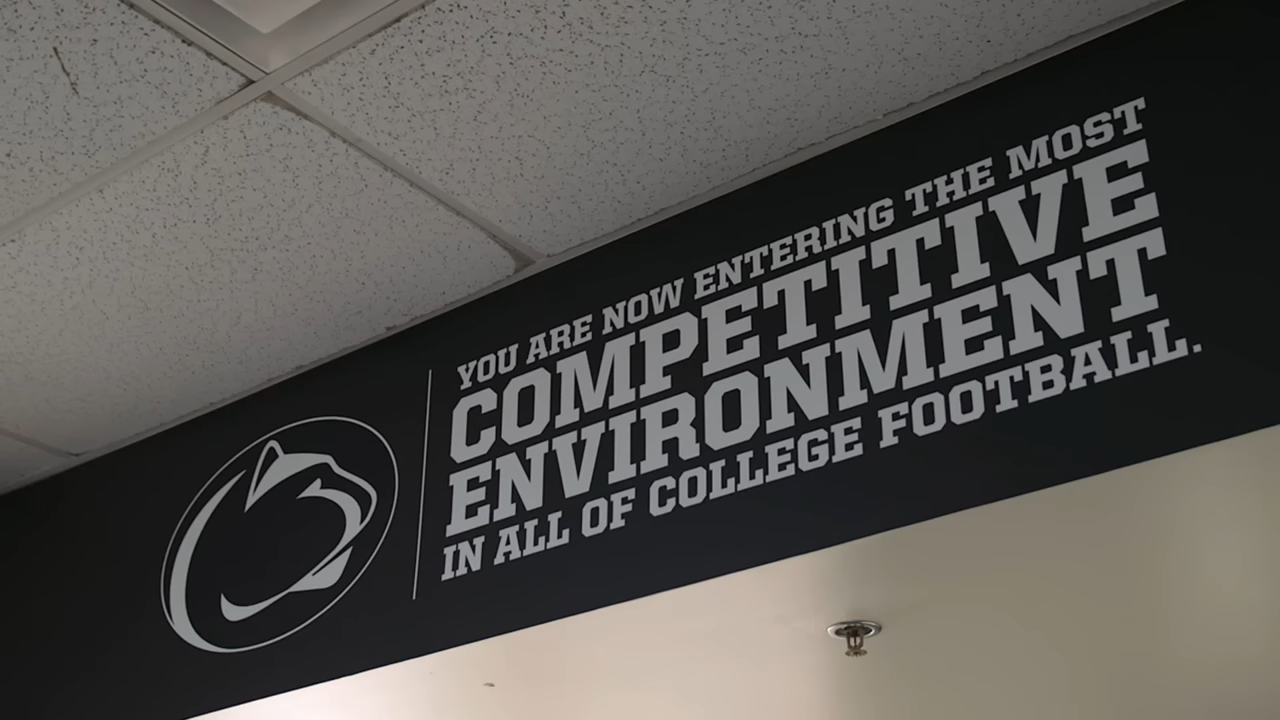 YOU ARE NOW ENTERING THE MOST
COMPETITIVE
ENVIRONMENT
IN ALL OF COLLEGE FOOTBALL.